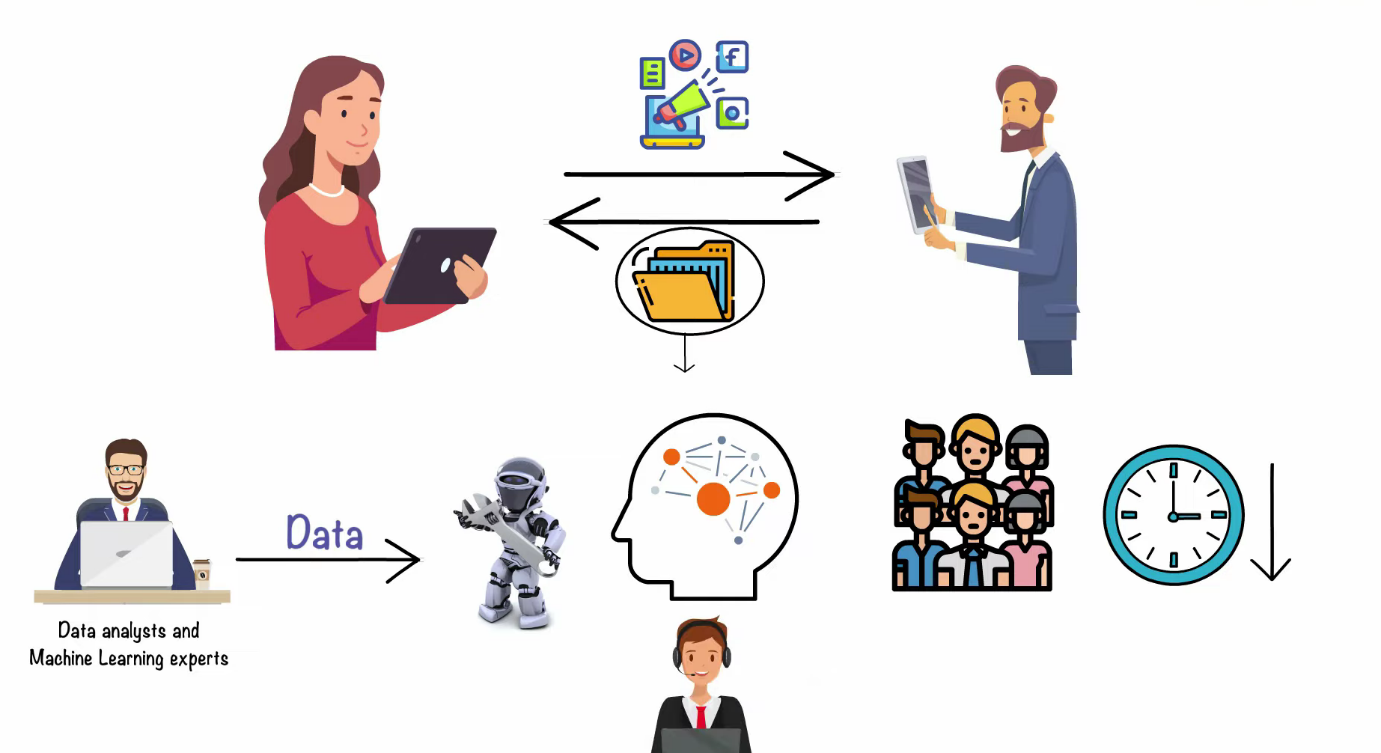 Data
Data analysts and
Machine Learning experts